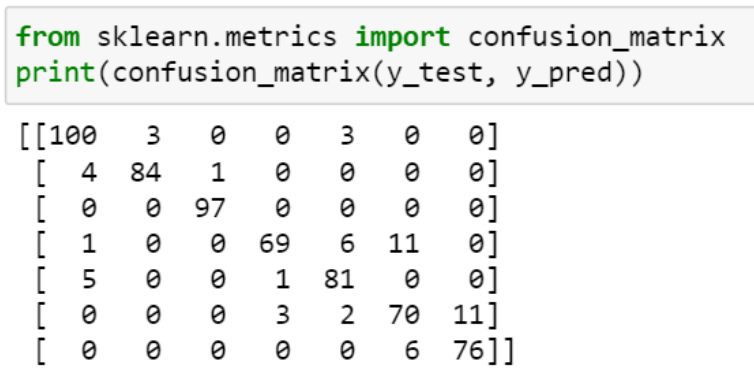 from sklearn.metrics import confusion_matrix
print(confusion_matrix(y_test, y_pred))
[[100   3   0   0   3   0   0]
 [  4  84   1   0   0   0   0]
 [  0   0  97   0   0   0   0]
 [  1   0   0  69   6  11   0]
 [  5   0   0   1  81   0   0]
 [  0   0   0   3   2  70  11]
 [  0   0   0   0   0   6  76]]